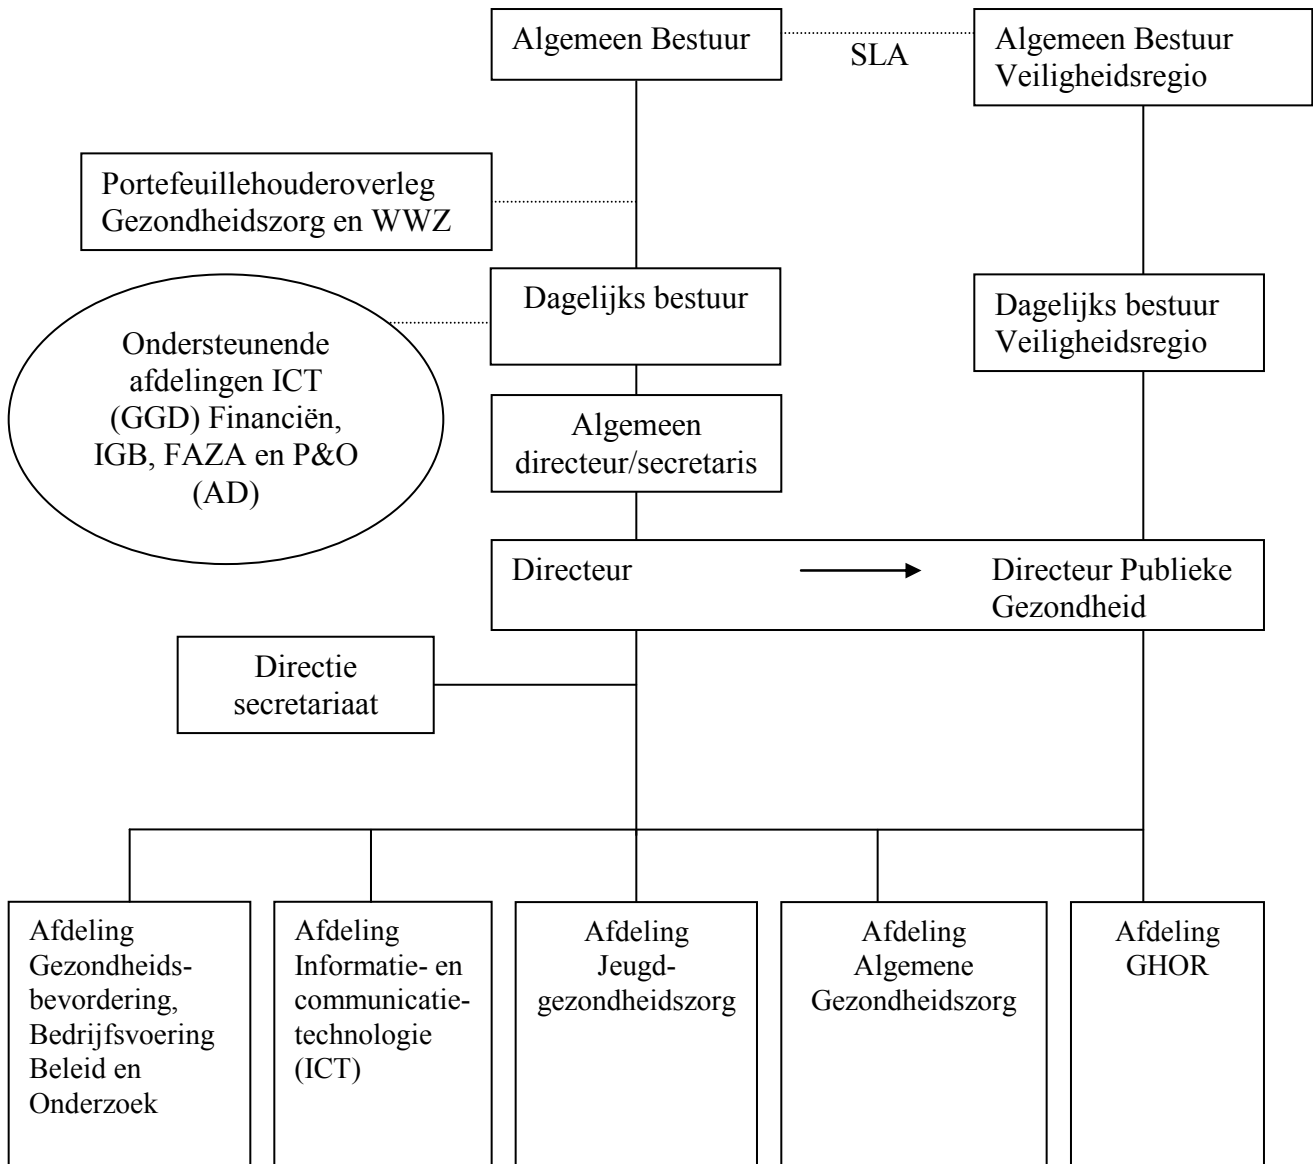 Algemeen Bestuur
SLA
Algemeen Bestuur
Veiligheidsregio
Portefeuillehouderoverleg
Gezondheidszorg en WWZ
Dagelijks bestuur
Dagelijks bestuur
Veiligheidsregio
Ondersteunende
afdelingen ICT
(GGD) Financiën,
IGB, FAZA en P&O
(AD)
Algemeen
directeur/secretaris
Directeur
Directeur Publieke
Gezondheid
Directie
secretariaat
Afdeling
Gezondheids-
bevordering,
Bedrijfsvoering
Beleid en
Onderzoek
Afdeling
Informatie- en
communicatie-
technologie
(ICT)
Afdeling
Jeugd-
gezondheidszorg
Afdeling
Algemene
Gezondheidszorg
Afdeling
GHOR